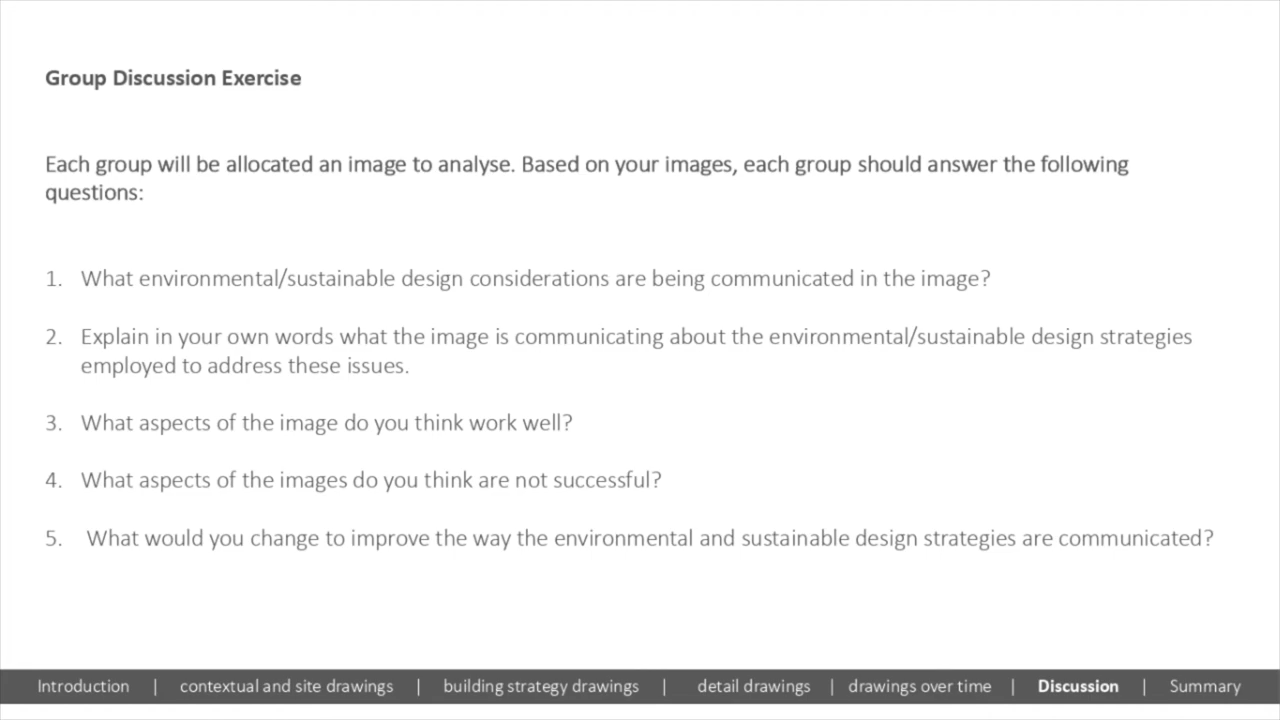 Group Discussion Exercise
Each group will be allocated an image to analyse. Based on your images, each group should answer the following
questions:
1. What environmental/sustainable design considerations are being communicated in the image?
2. Explain in your own words what the image is communicating about the environmental/sustainable design strategies
employed to address these issues.
3. What aspects of the image do you think work well?
4. What aspects of the images do you think are not successful?
5. What would you change to improve the way the environmental and sustainable design strategies are communicated?
Introduction | contextual and site drawings | building strategy drawings | detail drawings | drawings over time | Discussion | Summary